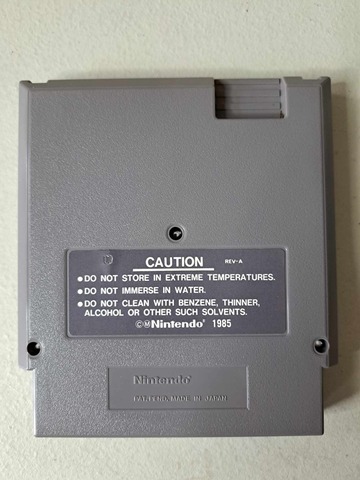 CAUTION REV-A
●DO NOT STORE IN EXTREME TEMPERATURES.
●DO NOT IMMERSE IN WATER.
●DO NOT CLEAN WITH BENZENE, THINNER,
ALCOHOL OR OTHER SUCH SOLVENTS.
©ⓂNintendo® 1985
Nintendo®
PAT.PEND. MADE IN JAPAN